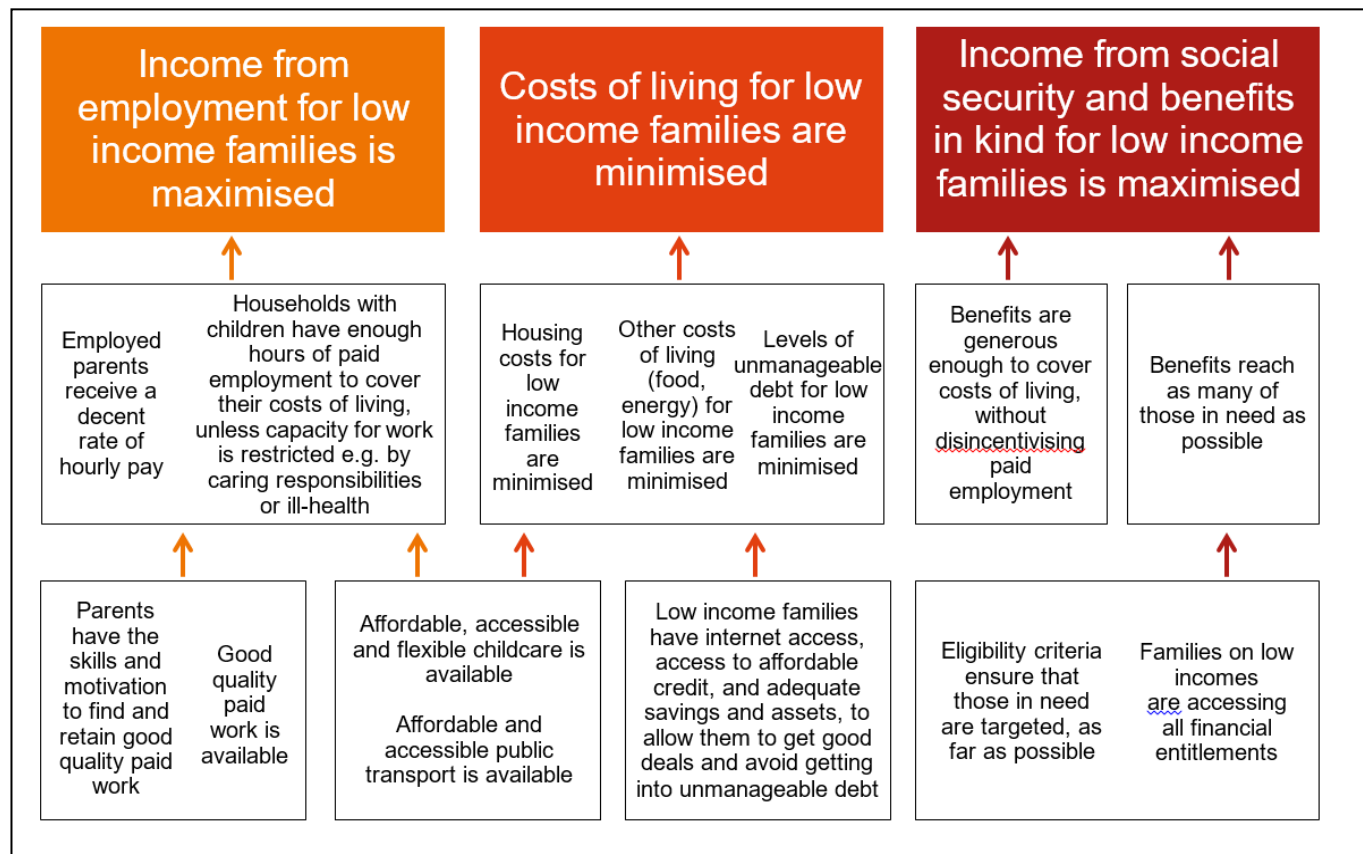 Income from
employment for low
income families is
maximised
Costs of living for low
income families are
minimised
Income from social
security and benefits
in kind for low income
families is maximised
Employed
parents
receive a
decent
rate of
hourly pay
Households with
children have enough
hours of paid
employment to cover
their costs of living,
unless capacity for work
is restricted e.g. by
caring responsibilities
or ill-health
Housing
costs for
low
income
families
are
minimised
Other costs
of living
(food,
energy) for
low income
families are
minimised
Levels of
unmanageable
debt for low
income
families are
minimised
Benefits are
generous
enough to cover
costs of living,
without
disincentivising
paid
employment
Benefits reach
as many of
those in need as
possible
Parents
have the
skills and
motivation
to find and
retain good
quality paid
work
Good
quality
paid
work is
available
Affordable, accessible
and flexible childcare is
available
Affordable and
accessible public
transport is available
Low income families
have internet access,
access to affordable
credit, and adequate
savings and assets, to
allow them to get good
deals and avoid getting
into unmanageable debt
Eligibility criteria
ensure that
those in need
are targeted, as
far as possible
Families on low
incomes
are accessing
all financial
entitlements